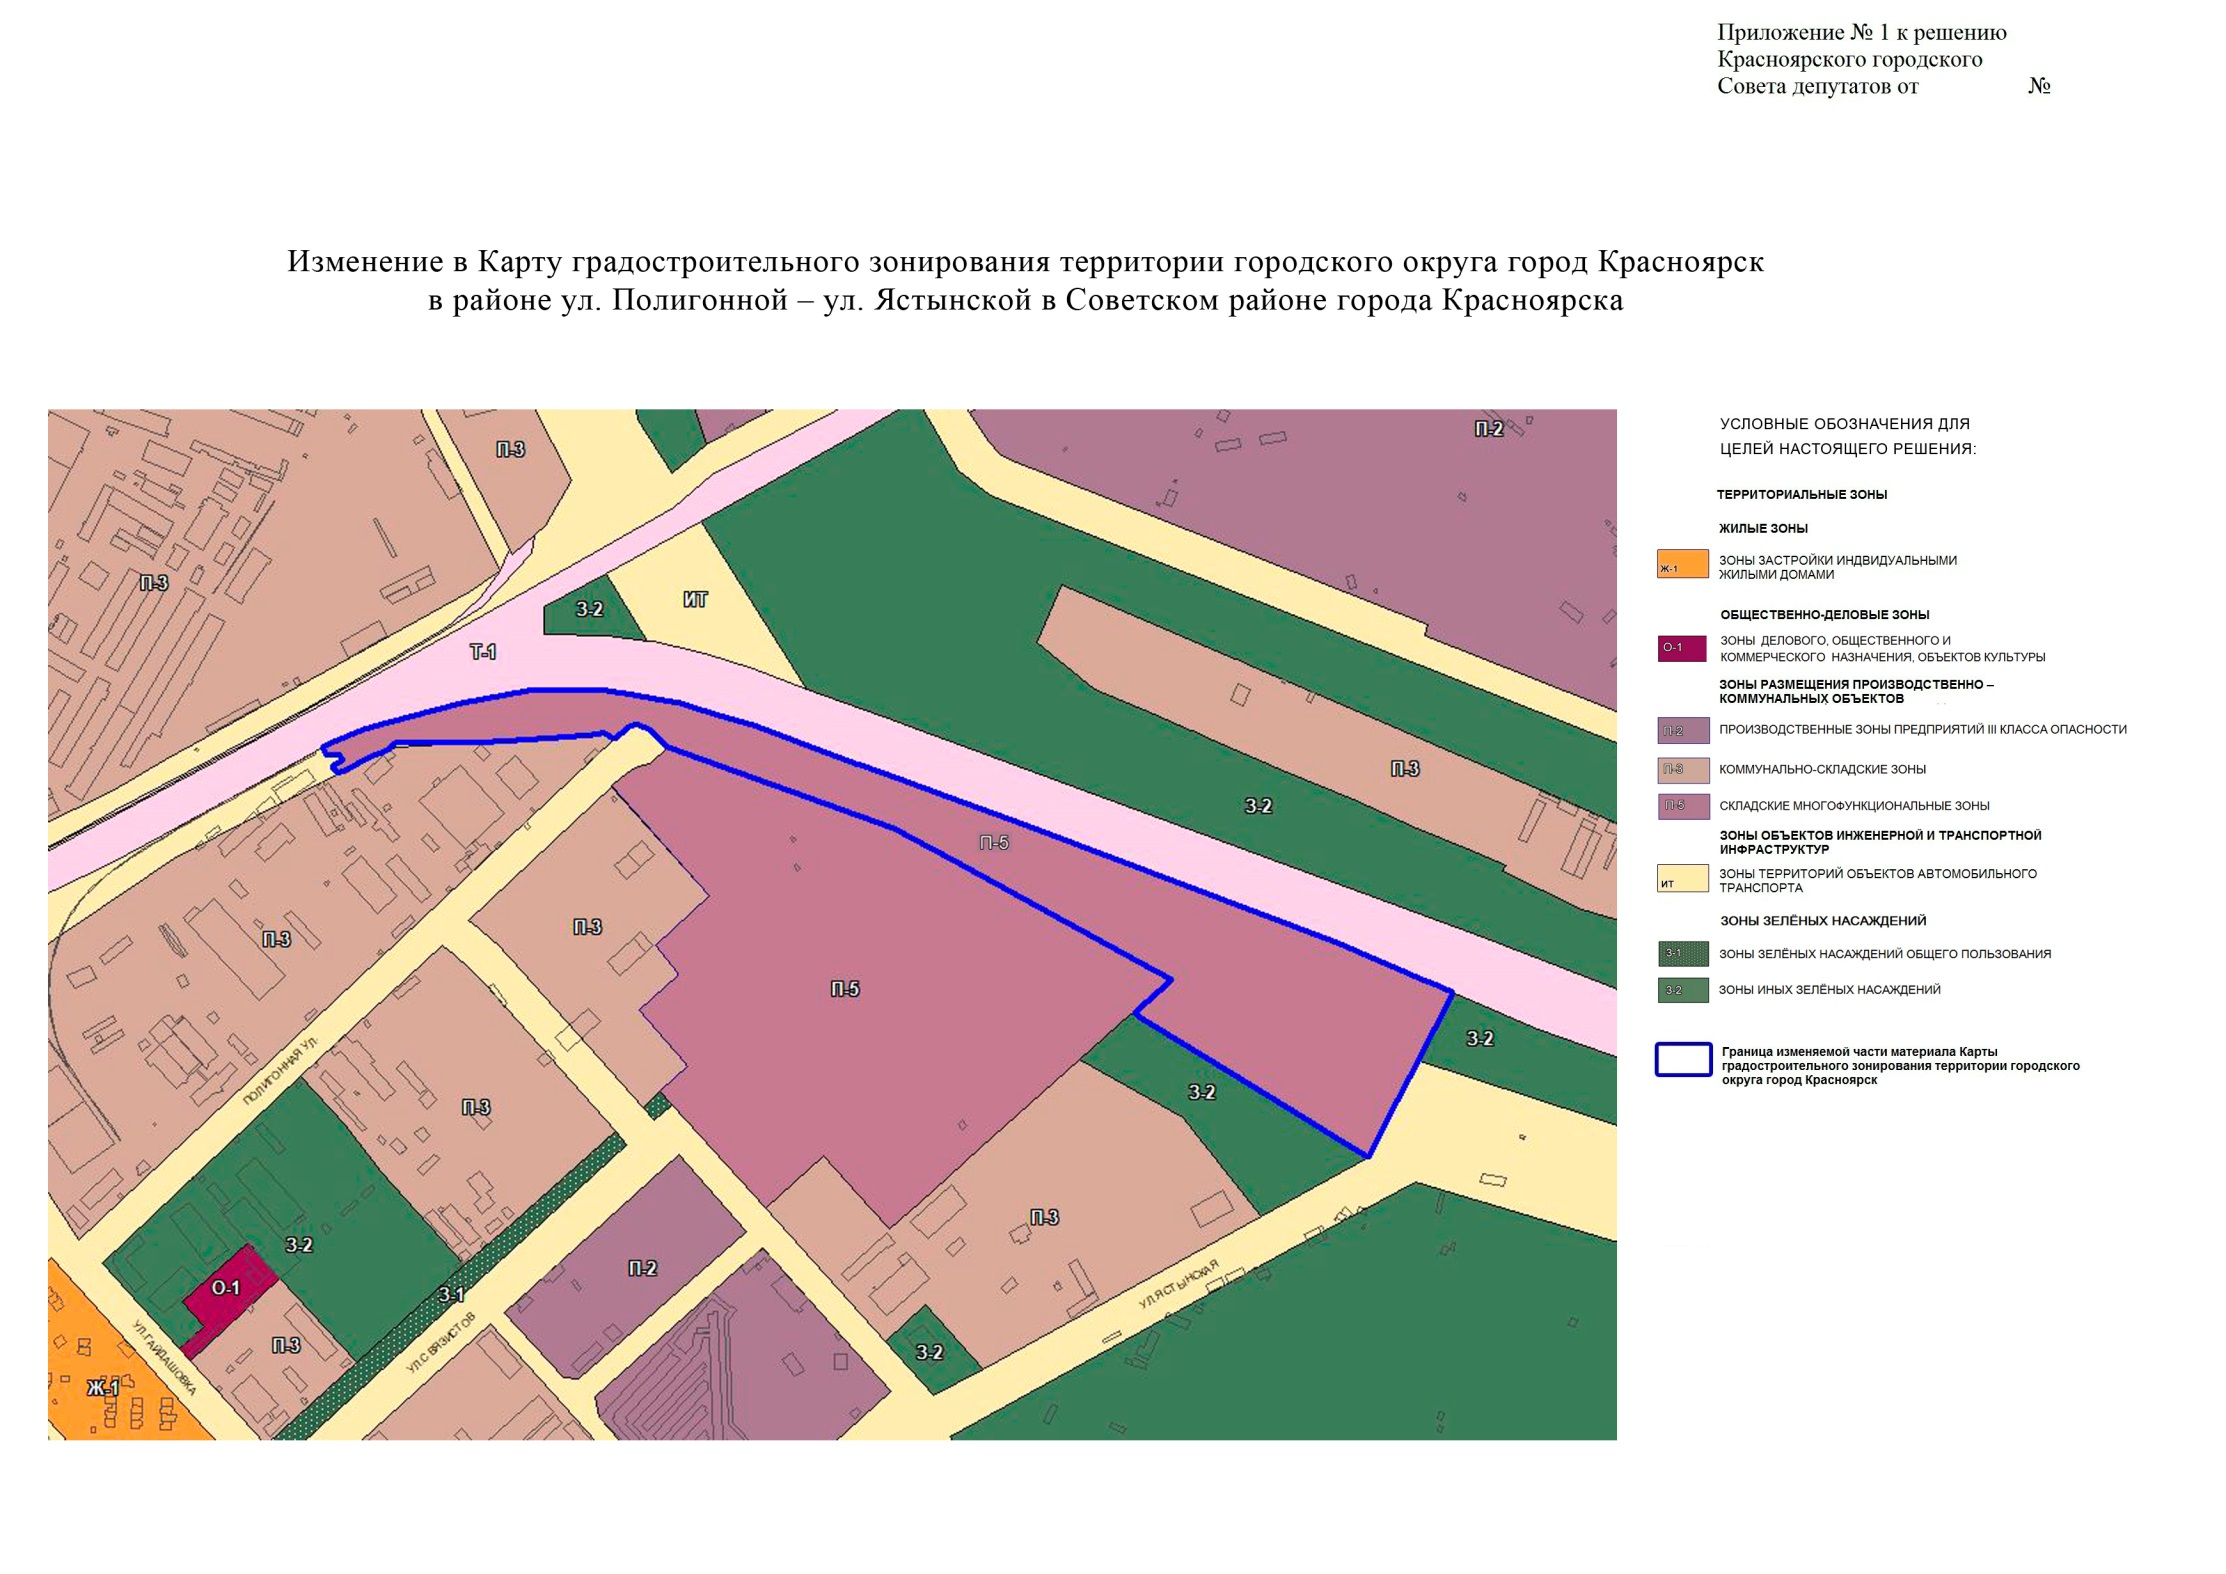 Приложение № 1 к решению
Красноярского городского
Совета депутатов от №
Изменение в Карту градостроительного зонирования территории городского округа город Красноярск
в районе ул. Полигонной – ул. Ястынской в Советском районе города Красноярска
П-3
П-2
П-3
З-2
ИТ
Т-1
П-3
З-2
П-5
П-3
П-3
П-5
З-2
З-2
ПОЛИГОННАЯ УЛ.
П-3
П-3
З-2
П-2
О-1
З-1
УЛ.ЯСТЫНСКАЯ
УЛ.ГАЙДАШОВКА
П-3
УЛ.СВЯЗИСТОВ
З-2
Ж-1
УСЛОВНЫЕ ОБОЗНАЧЕНИЯ ДЛЯ
ЦЕЛЕЙ НАСТОЯЩЕГО РЕШЕНИЯ:
ТЕРРИТОРИАЛЬНЫЕ ЗОНЫ
ЖИЛЫЕ ЗОНЫ
Ж-1
ЗОНЫ ЗАСТРОЙКИ ИНДВИДУАЛЬНЫМИ
ЖИЛЫМИ ДОМАМИ
ОБЩЕСТВЕННО-ДЕЛОВЫЕ ЗОНЫ
О-1
ЗОНЫ ДЕЛОВОГО, ОБЩЕСТВЕННОГО И
КОММЕРЧЕСКОГО НАЗНАЧЕНИЯ, ОБЪЕКТОВ КУЛЬТУРЫ
ЗОНЫ РАЗМЕЩЕНИЯ ПРОИЗВОДСТВЕННО –
КОММУНАЛЬНЫХ ОБЪЕКТОВ
П-2
ПРОИЗВОДСТВЕННЫЕ ЗОНЫ ПРЕДПРИЯТИЙ III КЛАССА ОПАСНОСТИ
П-3
КОММУНАЛЬНО-СКЛАДСКИЕ ЗОНЫ
П-5
СКЛАДСКИЕ МНОГОФУНКЦИОНАЛЬНЫЕ ЗОНЫ
ЗОНЫ ОБЪЕКТОВ ИНЖЕНЕРНОЙ И ТРАНСПОРТНОЙ
ИНФРАСТРУКТУР
ИТ
ЗОНЫ ТЕРРИТОРИЙ ОБЪЕКТОВ АВТОМОБИЛЬНОГО
ТРАНСПОРТА
ЗОНЫ ЗЕЛЁНЫХ НАСАЖДЕНИЙ
З-1
ЗОНЫ ЗЕЛЁНЫХ НАСАЖДЕНИЙ ОБЩЕГО ПОЛЬЗОВАНИЯ
З-2
ЗОНЫ ИНЫХ ЗЕЛЁНЫХ НАСАЖДЕНИЙ
Граница изменяемой части материала Карты
градостроительного зонирования территории городского
округа город Красноярск